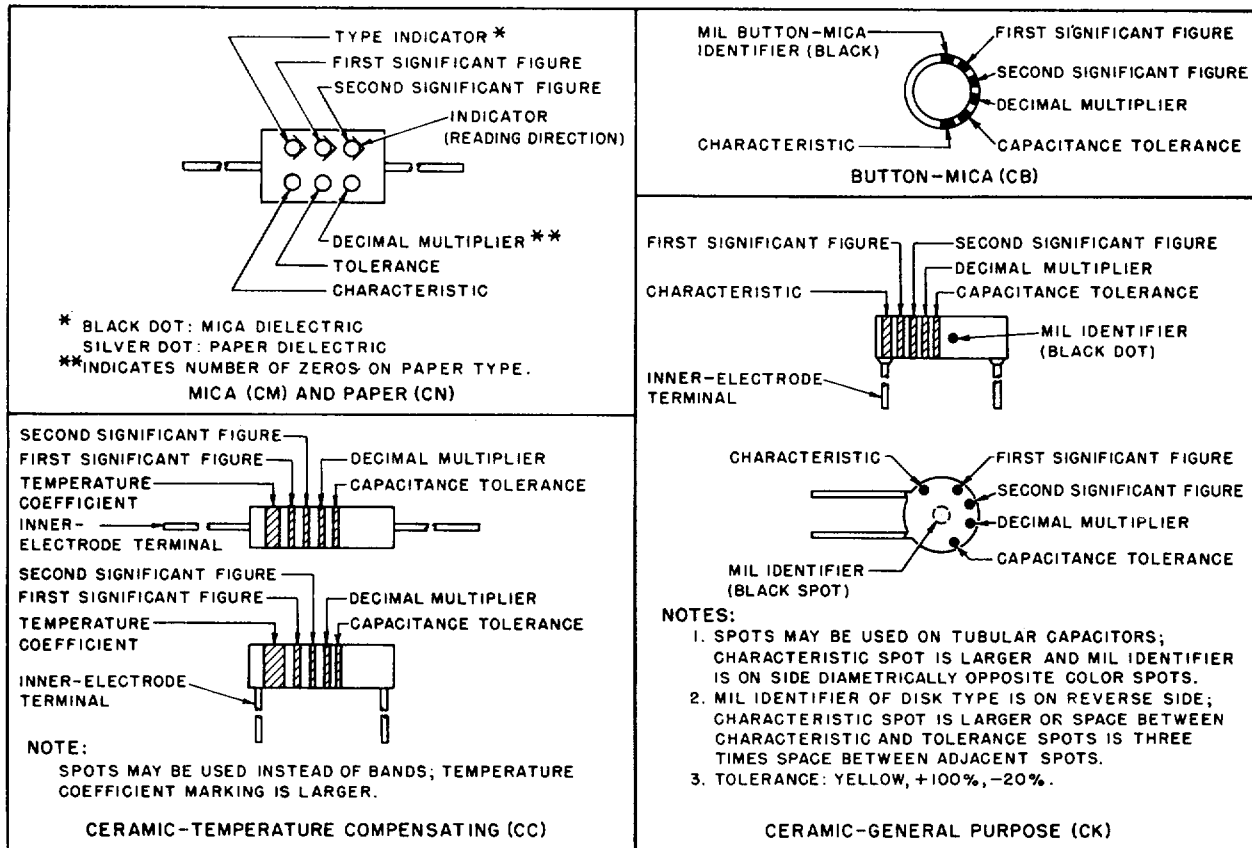 TYPE INDICATOR *
FIRST SIGNIFICANT FIGURE
SECOND SIGNIFICANT FIGURE
INDICATOR
(READING DIRECTION)
DECIMAL MULTIPLIER **
TOLERANCE
CHARACTERISTIC
* BLACK DOT: MICA DIELECTRIC
SILVER DOT: PAPER DIELECTRIC
** INDICATES NUMBER OF ZEROS ON PAPER TYPE.
MICA (CM) AND PAPER (CN)
MIL BUTTON-MICA
IDENTIFIER (BLACK)
FIRST SIGNIFICANT FIGURE
SECOND SIGNIFICANT FIGURE
DECIMAL MULTIPLIER
CHARACTERISTIC
CAPACITANCE TOLERANCE
BUTTON-MICA (CB)
SECOND SIGNIFICANT FIGURE
FIRST SIGNIFICANT FIGURE
DECIMAL MULTIPLIER
TEMPERATURE
COEFFICIENT
CAPACITANCE TOLERANCE
INNER-
ELECTRODE TERMINAL
SECOND SIGNIFICANT FIGURE
FIRST SIGNIFICANT FIGURE
DECIMAL MULTIPLIER
TEMPERATURE
COEFFICIENT
CAPACITANCE TOLERANCE
INNER-ELECTRODE
TERMINAL
NOTE:
SPOTS MAY BE USED INSTEAD OF BANDS; TEMPERATURE
COEFFICIENT MARKING IS LARGER.
CERAMIC-TEMPERATURE COMPENSATING (CC)
FIRST SIGNIFICANT FIGURE
SECOND SIGNIFICANT FIGURE
DECIMAL MULTIPLIER
CHARACTERISTIC
CAPACITANCE TOLERANCE
MIL IDENTIFIER
(BLACK DOT)
INNER-ELECTRODE
TERMINAL
CHARACTERISTIC
FIRST SIGNIFICANT FIGURE
SECOND SIGNIFICANT FIGURE
DECIMAL MULTIPLIER
CAPACITANCE TOLERANCE
MIL IDENTIFIER
(BLACK SPOT)
NOTES:
1. SPOTS MAY BE USED ON TUBULAR CAPACITORS;
CHARACTERISTIC SPOT IS LARGER AND MIL IDENTIFIER
IS ON SIDE DIAMETRICALLY OPPOSITE COLOR SPOTS.
2. MIL IDENTIFIER OF DISK TYPE IS ON REVERSE SIDE;
CHARACTERISTIC SPOT IS LARGER OR SPACE BETWEEN
CHARACTERISTIC AND TOLERANCE SPOTS IS THREE
TIMES SPACE BETWEEN ADJACENT SPOTS.
3. TOLERANCE: YELLOW, +100%, -20%.
CERAMIC-GENERAL PURPOSE (CK)